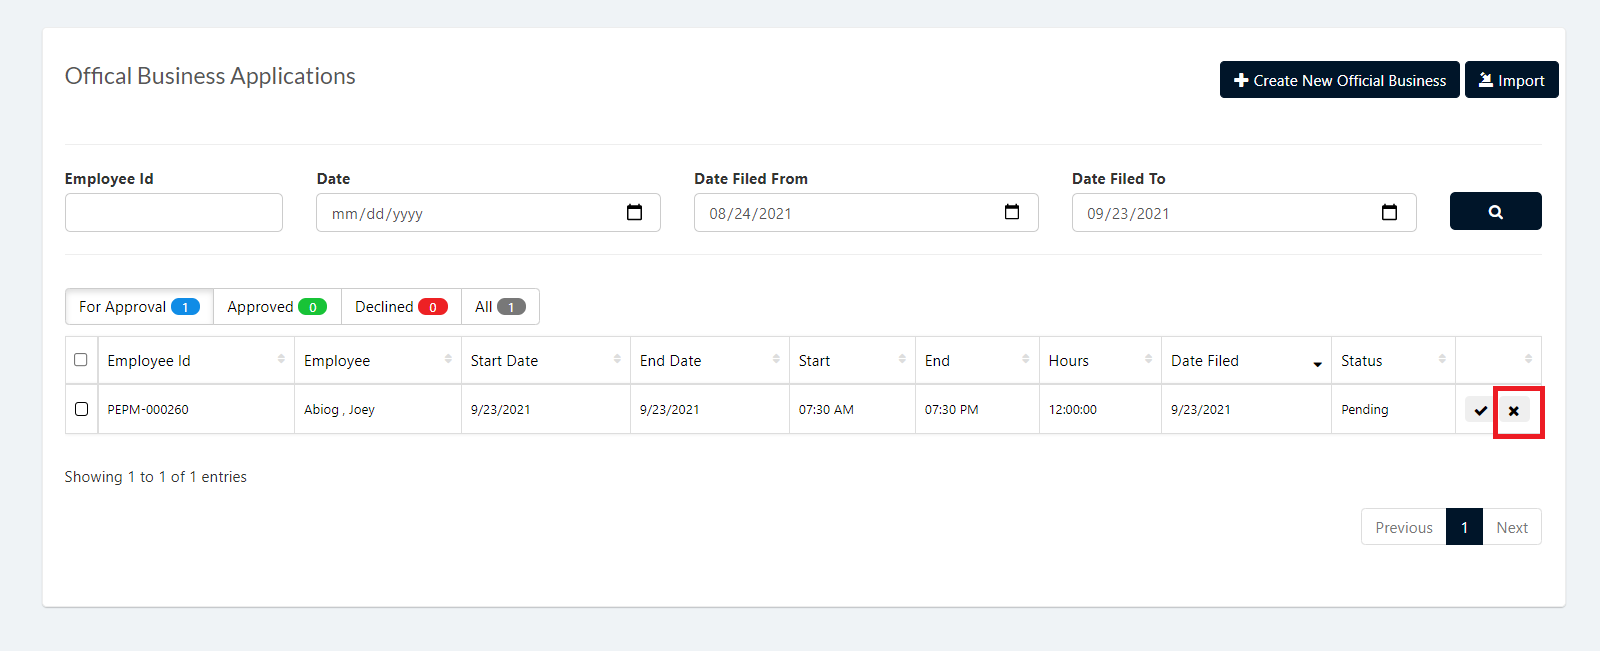 Offical Business Applications
Create New Official Business Import
Employee Id Date Date Filed From Date Filed To
mm/dd/yyyy 08/24/2021 09/23/2021
For Approval 1 Approved 0 Declined 0 All 1
Employee Id Employee Start Date End Date Start End Hours Date Filed Status
PEPM-000260 Abiog , Joey 9/23/2021 9/23/2021 07:30 AM 07:30 PM 12:00:00 9/23/2021 Pending
Showing 1 to 1 of 1 entries
Previous 1 Next